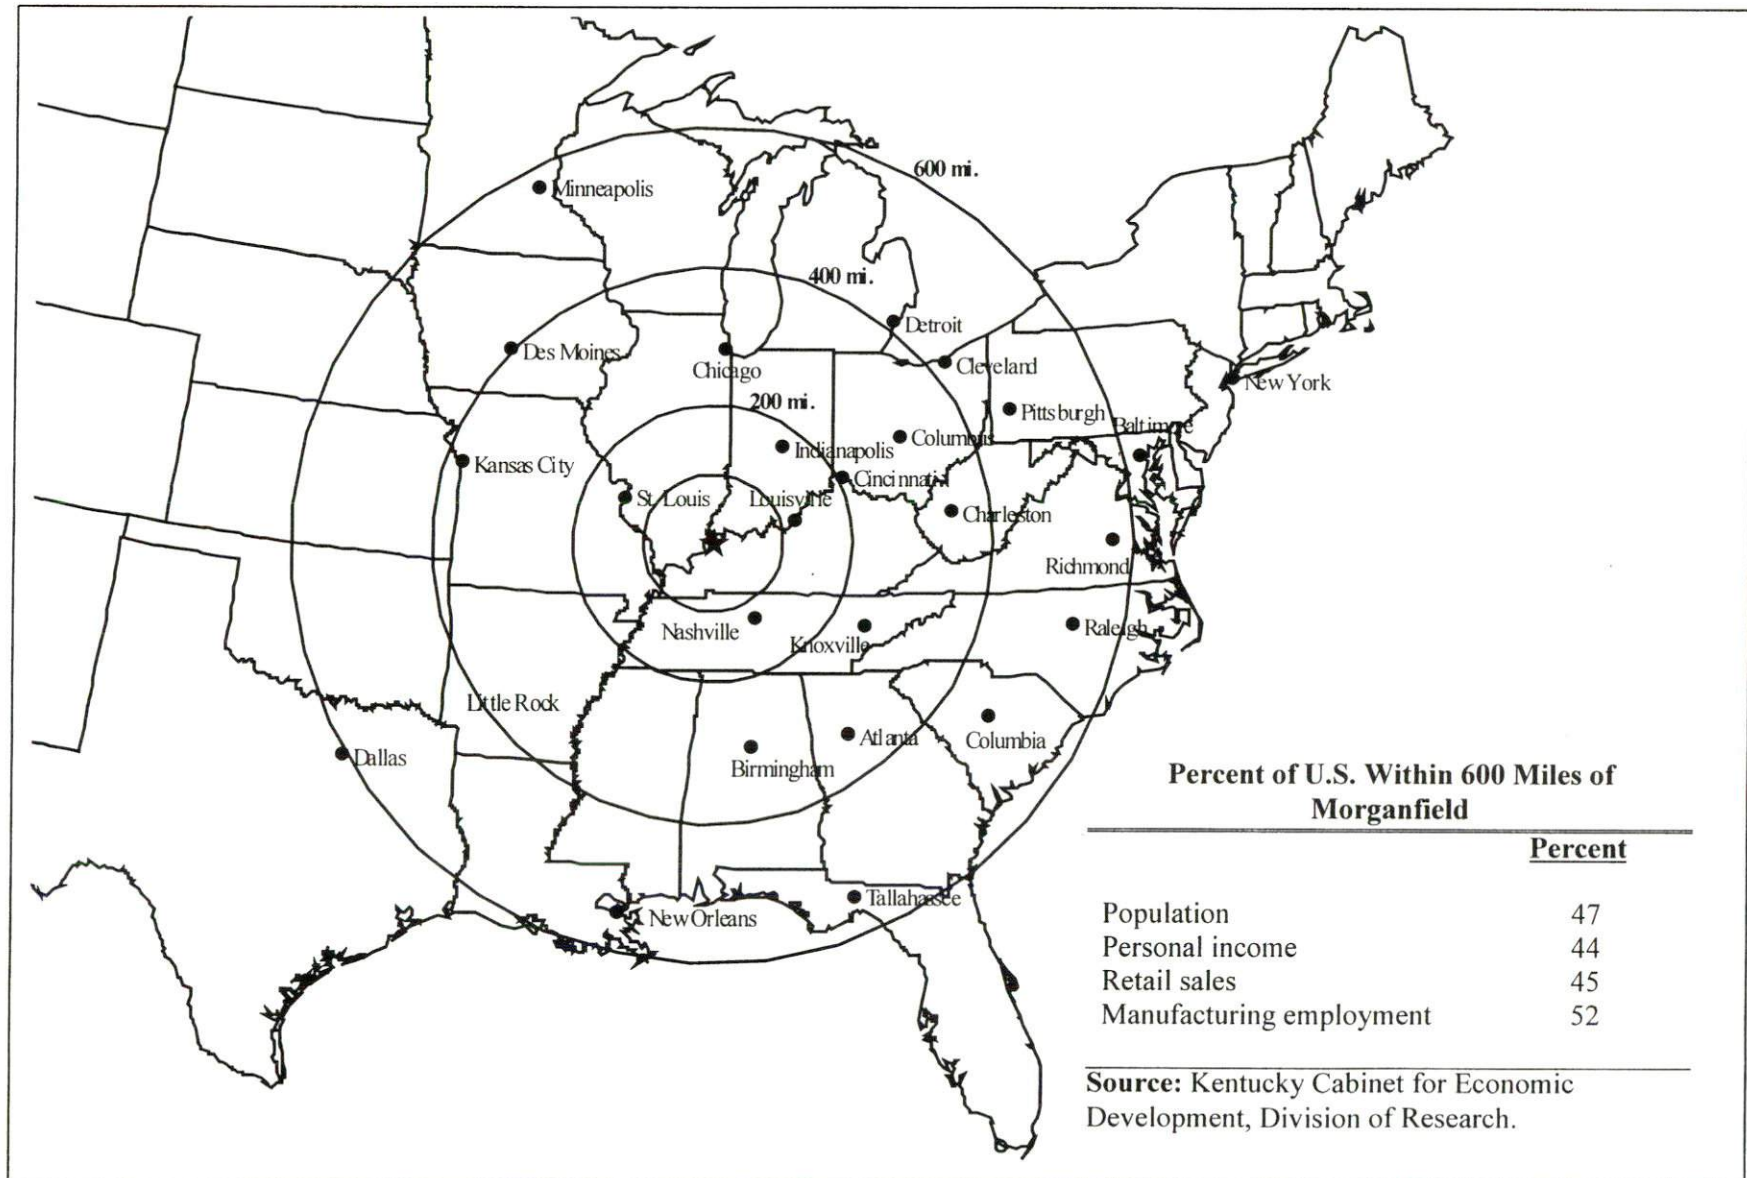 600 mi.
Minneapolis
400 mi.
Detroit
Des Moines
Chicago
Cleveland
New York
200 mi.
Pittsburgh
Baltimore
Columbus
Indianapolis
Kansas City
Cincinnati
St. Louis
Louisville
Charleston
Richmond
Nashville
Knoxville
Raleigh
Little Rock
Atlanta
Columbia
Dallas
Birmingham
Tallahassee
New Orleans
Percent of U.S. Within 600 Miles of
Morganfield
Percent
Population 47
Personal income 44
Retail sales 45
Manufacturing employment 52
Source: Kentucky Cabinet for Economic
Development, Division of Research.